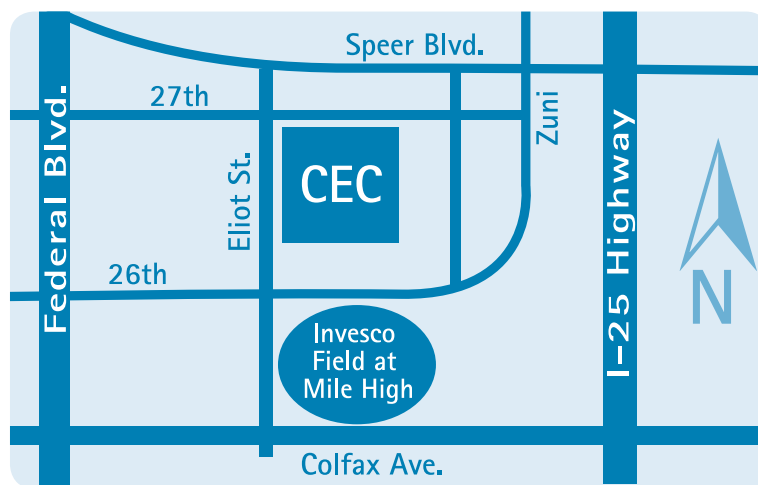 Speer Blvd.
27th
Zuni
Federal Blvd.
Eliot St.
CEC
I-25 Highway
26th
N
Invesco
Field at
Mile High
Colfax Ave.